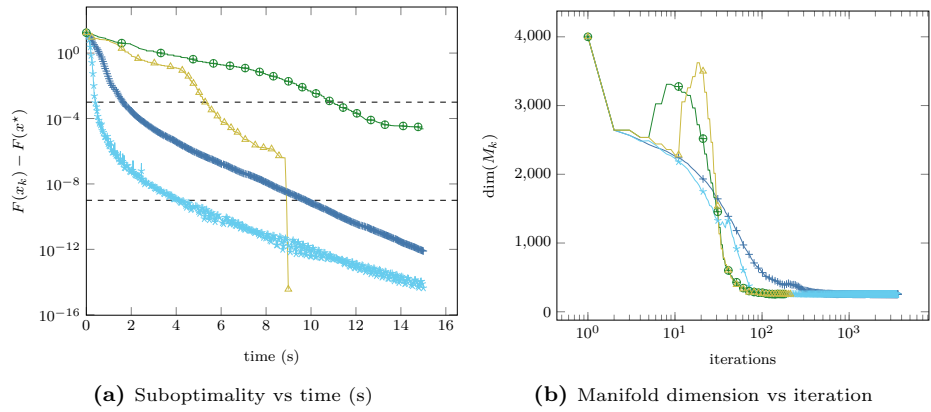 10^0
10^−4
10^−8
10^−12
10^−16
F(x_k) − F(x^⋆)
0 2 4 6 8 10 12 14 16
time (s)
(a) Suboptimality vs time (s)
4,000
3,000
2,000
1,000
0
dim(M_k)
10^0 10^1 10^2 10^3
iterations
(b) Manifold dimension vs iteration